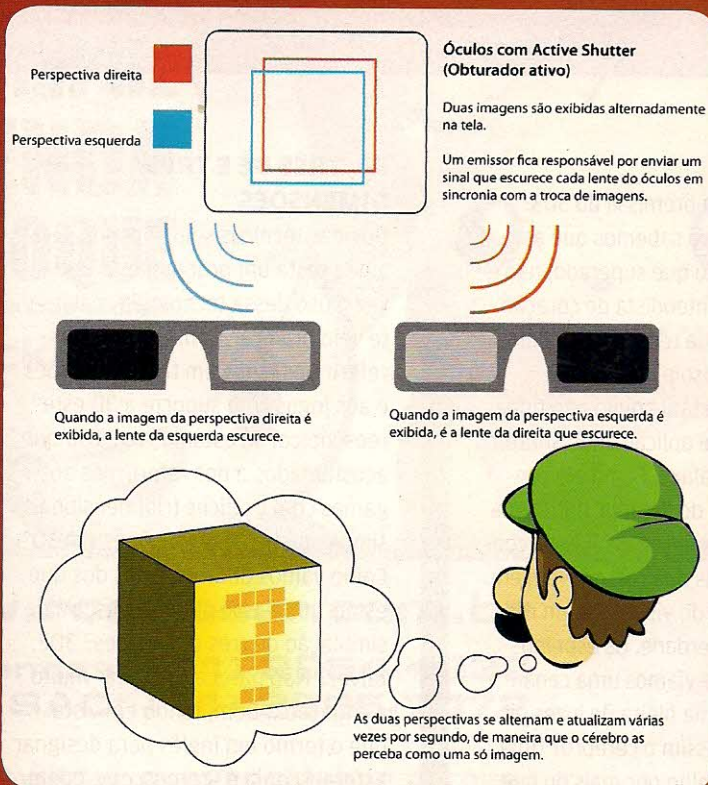 Perspectiva direita
Perspectiva esquerda
Óculos com Active Shutter
(Obturador ativo)
Duas imagens são exibidas alternadamente
na tela.
Um emissor fica responsável por enviar um
sinal que escurece cada lente do óculos em
sincronia com a troca de imagens.
Quando a imagem da perspectiva direita é
exibida, a lente da esquerda escurece.
Quando a imagem da perspectiva esquerda é
exibida, é a lente da direita que escurece.
?
As duas perspectivas se alternam e atualizam várias
vezes por segundo, de maneira que o cérebro as
perceba como uma só imagem.